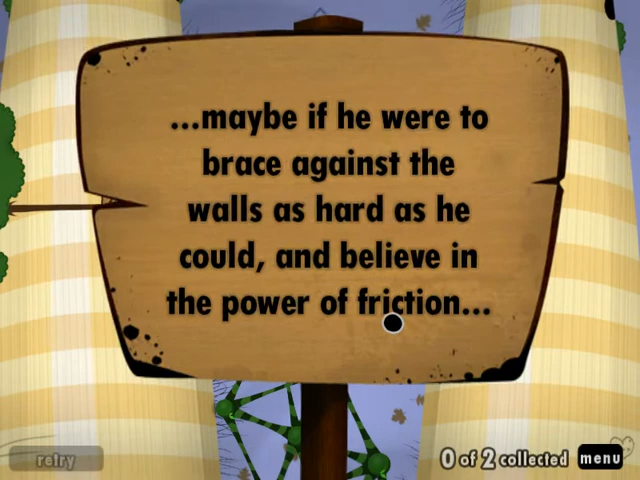 ...maybe if he were to
brace against the
walls as hard as he
could, and believe in
the power of friction...
retry
0 of 2 collected
menu